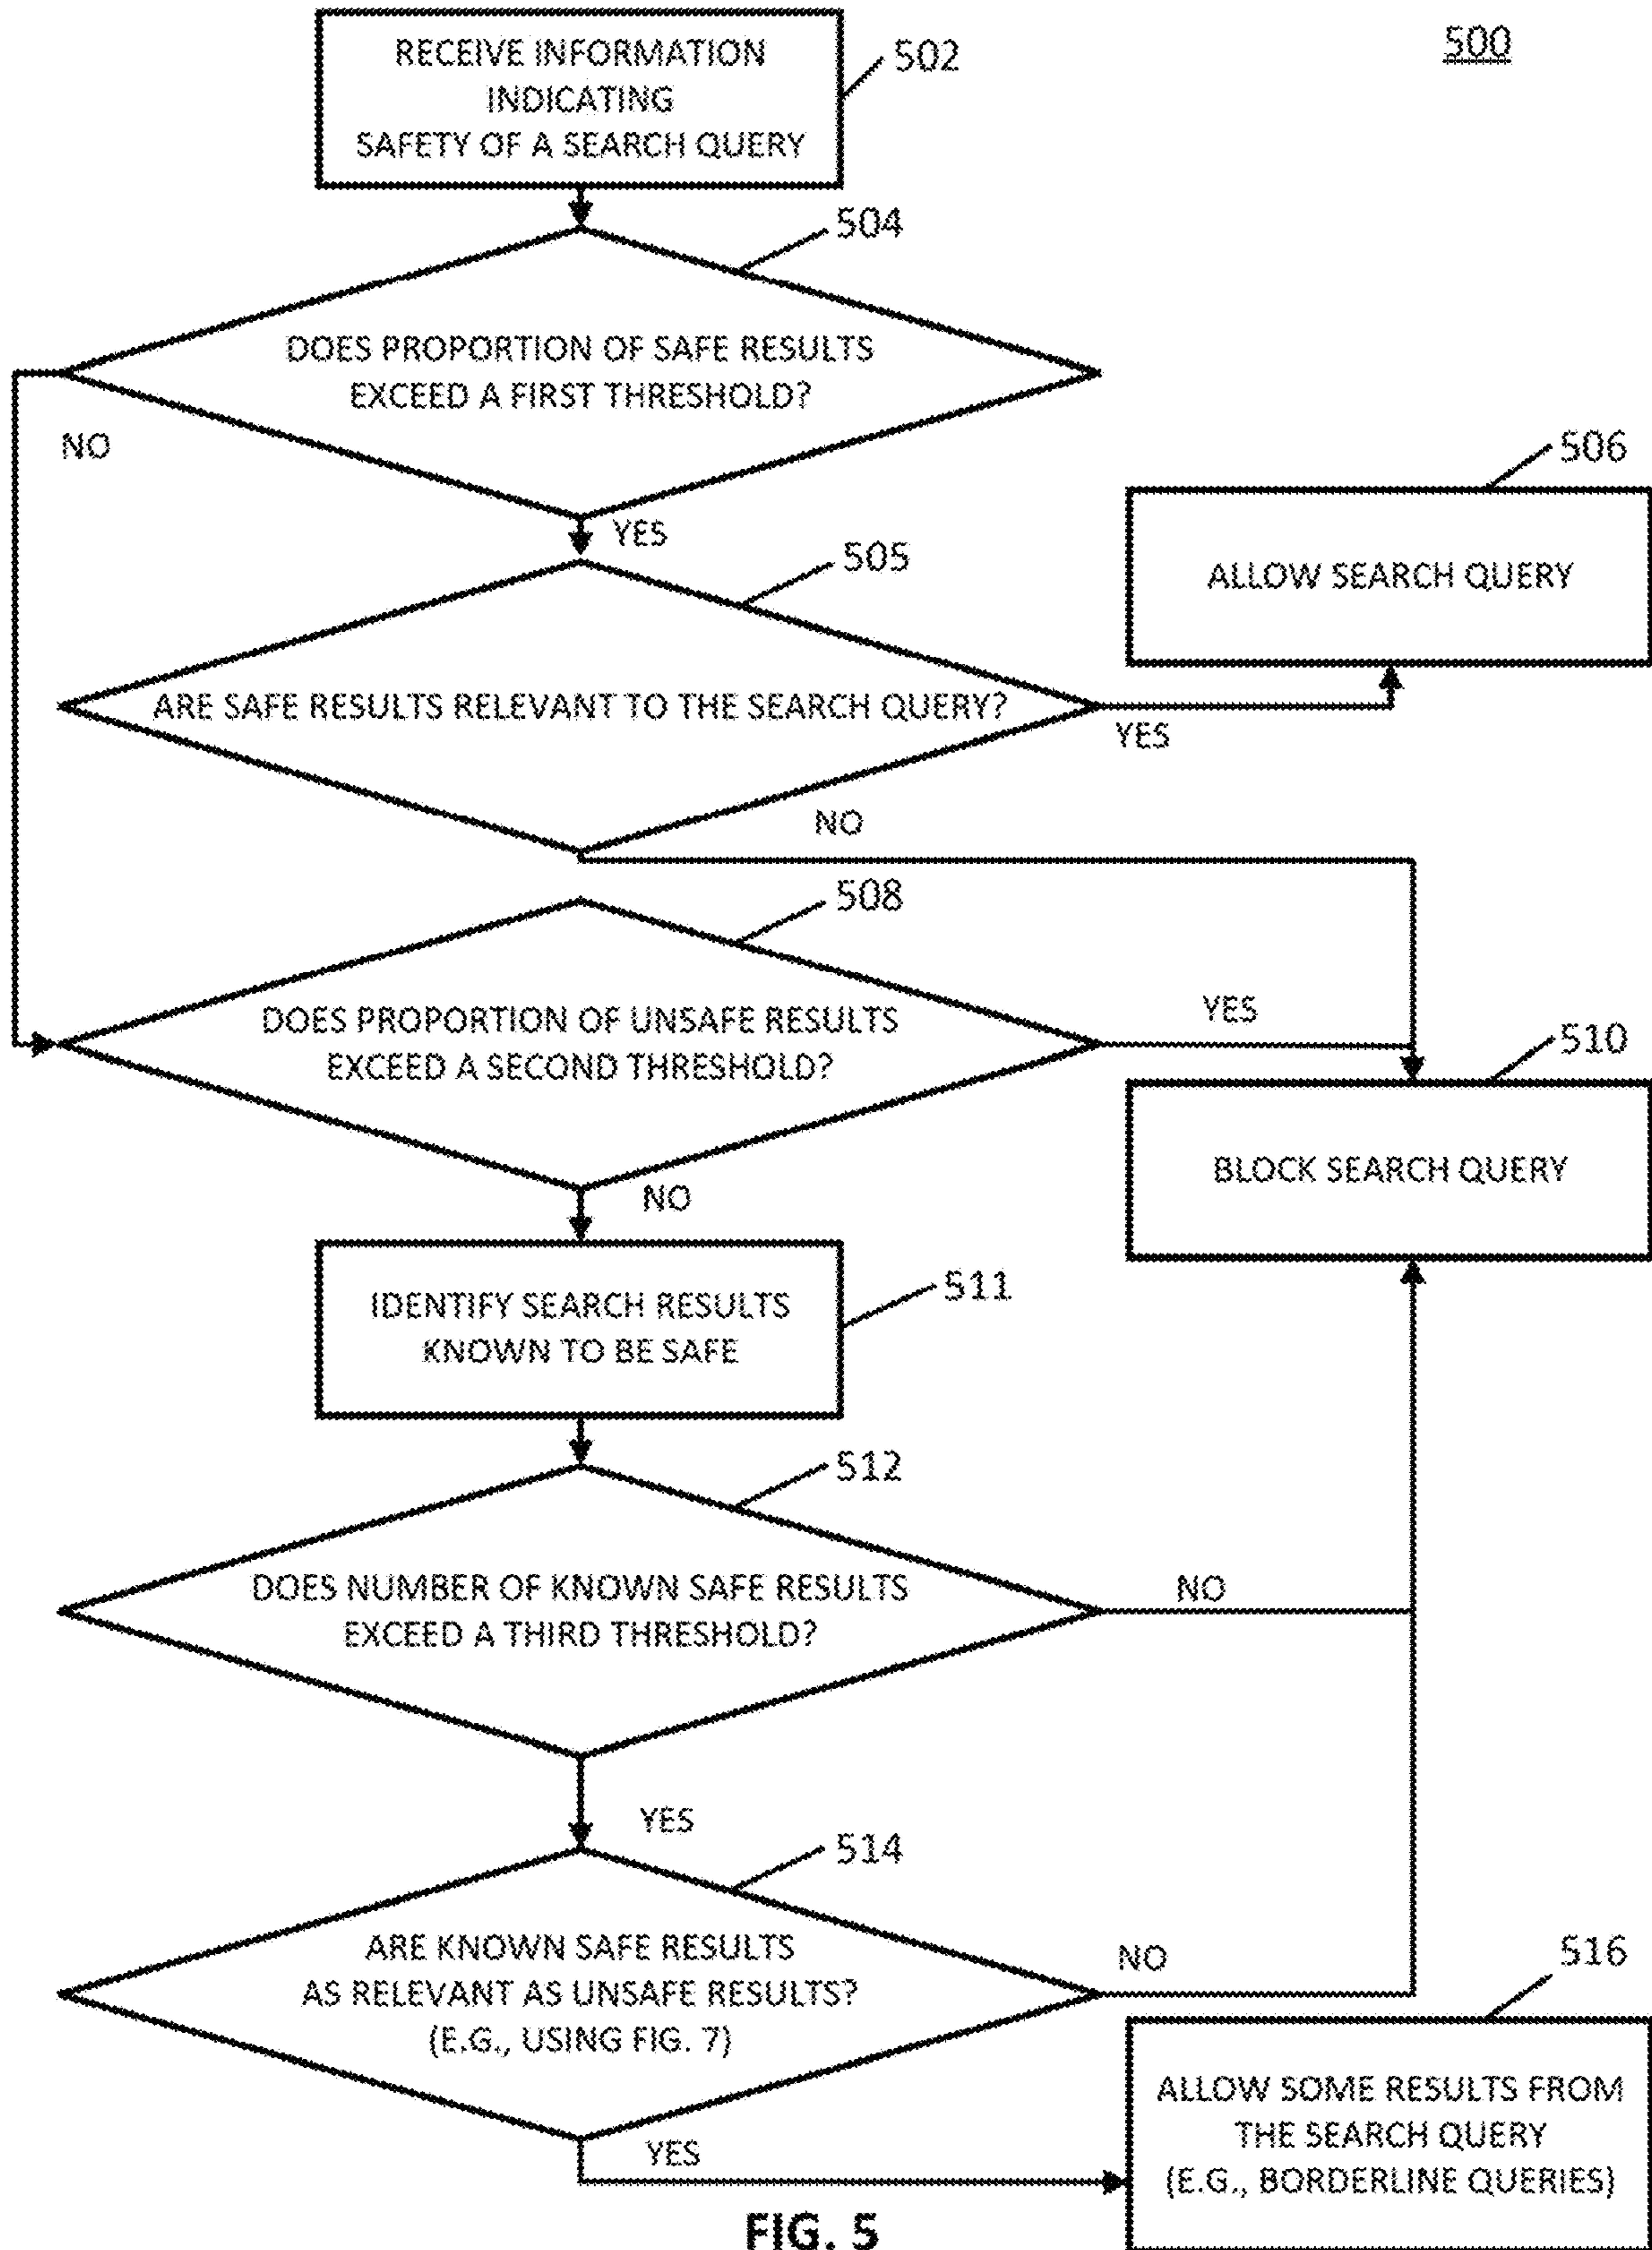 500
RECEIVE INFORMATION
INDICATING
SAFETY OF A SEARCH QUERY
502
504
DOES PROPORTION OF SAFE RESULTS
EXCEED A FIRST THRESHOLD?
NO
YES
505
506
ALLOW SEARCH QUERY
ARE SAFE RESULTS RELEVANT TO THE SEARCH QUERY?
YES
NO
508
DOES PROPORTION OF UNSAFE RESULTS
EXCEED A SECOND THRESHOLD?
YES
510
BLOCK SEARCH QUERY
NO
IDENTIFY SEARCH RESULTS
KNOWN TO BE SAFE
511
512
DOES NUMBER OF KNOWN SAFE RESULTS
EXCEED A THIRD THRESHOLD?
NO
YES
514
ARE KNOWN SAFE RESULTS
AS RELEVANT AS UNSAFE RESULTS?
(E.G., USING FIG. 7)
NO
516
YES
ALLOW SOME RESULTS FROM
THE SEARCH QUERY
(E.G., BORDERLINE QUERIES)
FIG. 5